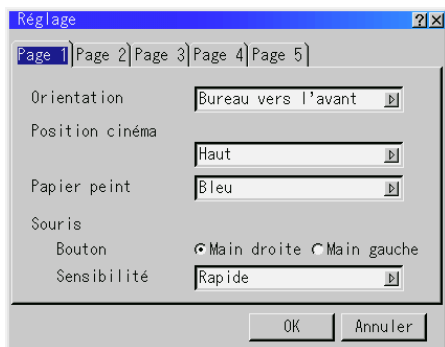 Réglage
Page 1 Page 2 Page 3 Page 4 Page 5
Orientation Bureau vers l'avant
Position cinéma
Haut
Papier peint Bleu
Souris
Bouton Main droite Main gauche
Sensibilité Rapide
OK Annuler